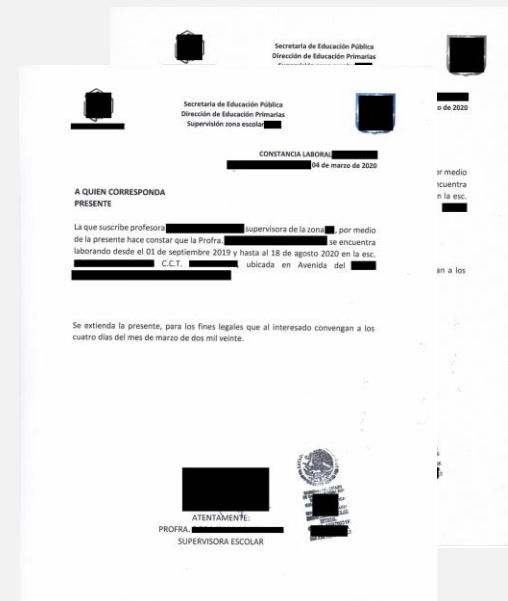 Secretaria de Educación Pública
Dirección de Educación Primarias
o de 2020
or medio
ncuentra
n la esc.
an a los
Secretaria de Educación Pública
Dirección de Educación Primarias
Supervisión zona escolar
CONSTANCIA LABORAL
04 de marzo de 2020
A QUIEN CORRESPONDA
PRESENTE
La que suscribe profesora supervisora de la zona , por medio
de la presente hace constar que la Profra. se encuentra
laborando desde el 01 de septiembre 2019 y hasta al 18 de agosto 2020 en la esc.
C.C.T. , ubicada en Avenida del
Se extienda la presente, para los fines legales que al interesado convengan a los
cuatro días del mes de marzo de dos mil veinte.
ATENTAMENTE:
PROFRA.
SUPERVISORA ESCOLAR